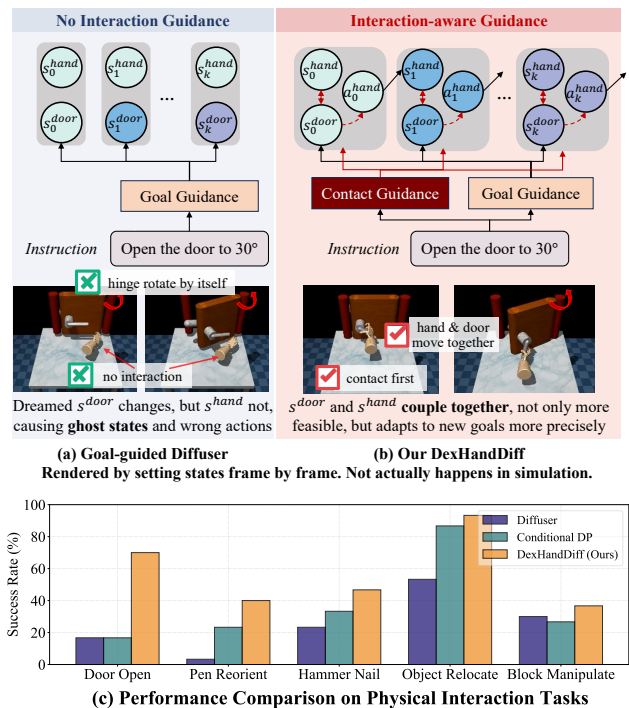 No Interaction Guidance
s_0^hand s_1^hand s_k^hand
...
s_0^door s_1^door s_k^door
Goal Guidance
Instruction Open the door to 30°
hinge rotate by itself
no interaction
Dreamed s^door changes, but s^hand not,
causing ghost states and wrong actions
(a) Goal-guided Diffuser
Interaction-aware Guidance
s_0^hand a_0^hand s_1^hand a_1^hand s_k^hand a_k^hand
...
s_0^door s_1^door s_k^door
Contact Guidance Goal Guidance
Instruction Open the door to 30°
hand & door
move together
contact first
s^door and s^hand couple together, not only more
feasible, but adapts to new goals more precisely
(b) Our DexHandDiff
Rendered by setting states frame by frame. Not actually happens in simulation.
Success Rate (%)
100
80
60
40
20
0
Diffuser
Conditional DP
DexHandDiff (Ours)
Door Open Pen Reorient Hammer Nail Object Relocate Block Manipulate
(c) Performance Comparison on Physical Interaction Tasks